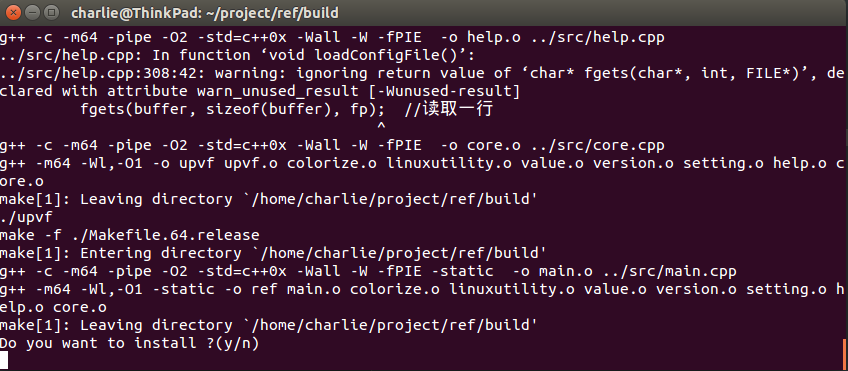 charlie@ThinkPad: ~/project/ref/build
g++ -c -m64 -pipe -O2 -std=c++0x -Wall -W -fPIE  -o help.o ../src/help.cpp
../src/help.cpp: In function ‘void loadConfigFile()’:
../src/help.cpp:308:42: warning: ignoring return value of ‘char* fgets(char*, int, FILE*)’, de
clared with attribute warn_unused_result [-Wunused-result]
         fgets(buffer, sizeof(buffer), fp);  //读取一行
                                          ^
g++ -c -m64 -pipe -O2 -std=c++0x -Wall -W -fPIE  -o core.o ../src/core.cpp
g++ -m64 -Wl,-O1 -o upvf upvf.o colorize.o linuxutility.o value.o version.o setting.o help.o c
ore.o
make[1]: Leaving directory `/home/charlie/project/ref/build'
./upvf
make -f ./Makefile.64.release
make[1]: Entering directory `/home/charlie/project/ref/build'
g++ -c -m64 -pipe -O2 -std=c++0x -Wall -W -fPIE -static  -o main.o ../src/main.cpp
g++ -m64 -Wl,-O1 -static -o ref main.o colorize.o linuxutility.o value.o version.o setting.o h
elp.o core.o
make[1]: Leaving directory `/home/charlie/project/ref/build'
Do you want to install ?(y/n)